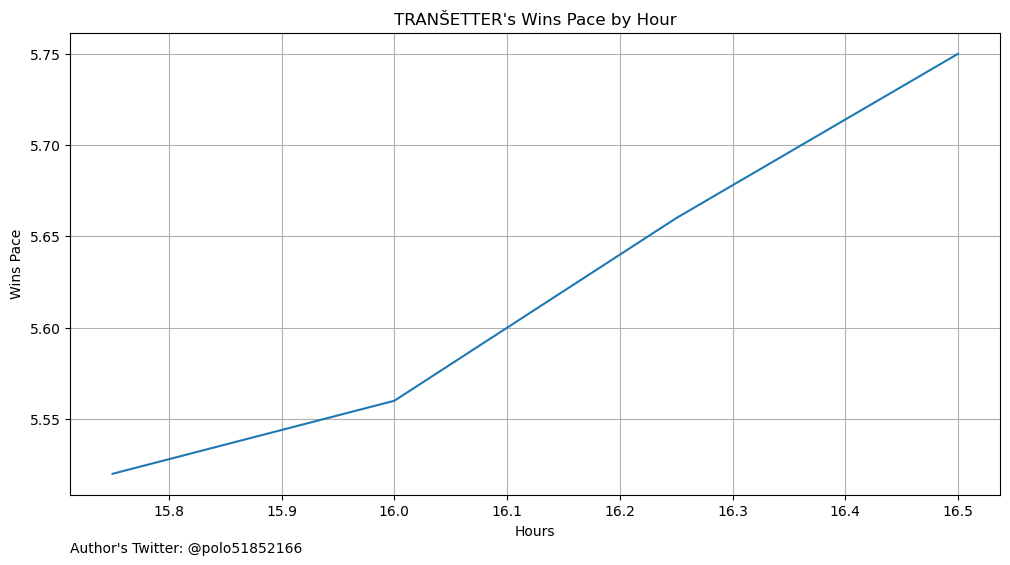 TRANŠETTER's Wins Pace by Hour
Wins Pace
5.75
5.70
5.65
5.60
5.55
15.8 15.9 16.0 16.1 16.2 16.3 16.4 16.5
Hours
Author's Twitter: @polo51852166